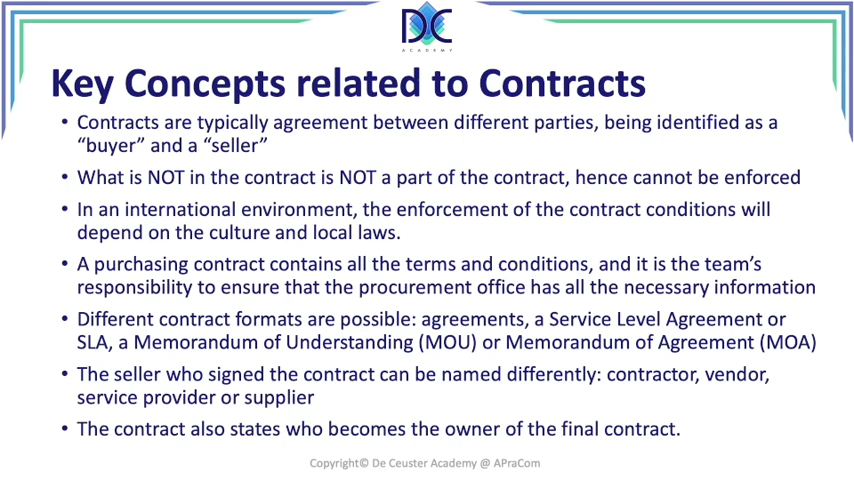 DC
ACADEMY
Key Concepts related to Contracts
• Contracts are typically agreement between different parties, being identified as a
“buyer” and a “seller”
• What is NOT in the contract is NOT a part of the contract, hence cannot be enforced
• In an international environment, the enforcement of the contract conditions will
depend on the culture and local laws.
• A purchasing contract contains all the terms and conditions, and it is the team’s
responsibility to ensure that the procurement office has all the necessary information
• Different contract formats are possible: agreements, a Service Level Agreement or
SLA, a Memorandum of Understanding (MOU) or Memorandum of Agreement (MOA)
• The seller who signed the contract can be named differently: contractor, vendor,
service provider or supplier
• The contract also states who becomes the owner of the final contract.
Copyright© De Ceuster Academy @ APraCom